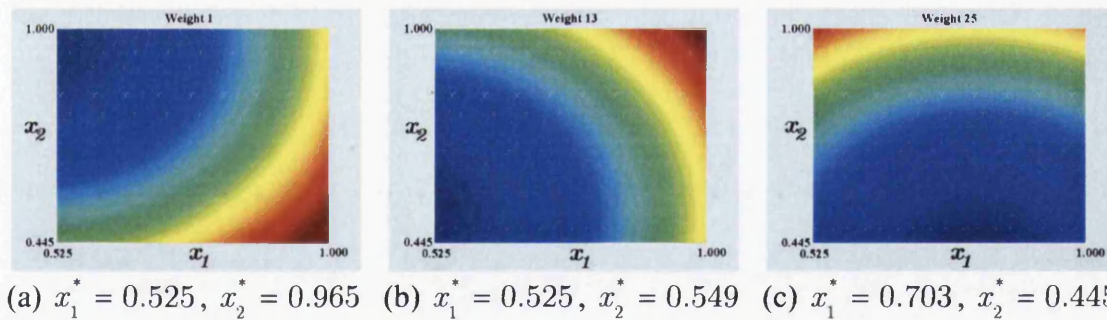 Weight 1
1.000
x2
0.445
0.525
x1
1.000
Weight 13
1.000
x2
0.445
0.525
x1
1.000
Weight 25
1.000
x2
0.445
0.525
x1
1.000
(a) x1* = 0.525, x2* = 0.965 (b) x1* = 0.525, x2* = 0.549 (c) x1* = 0.703, x2* = 0.445